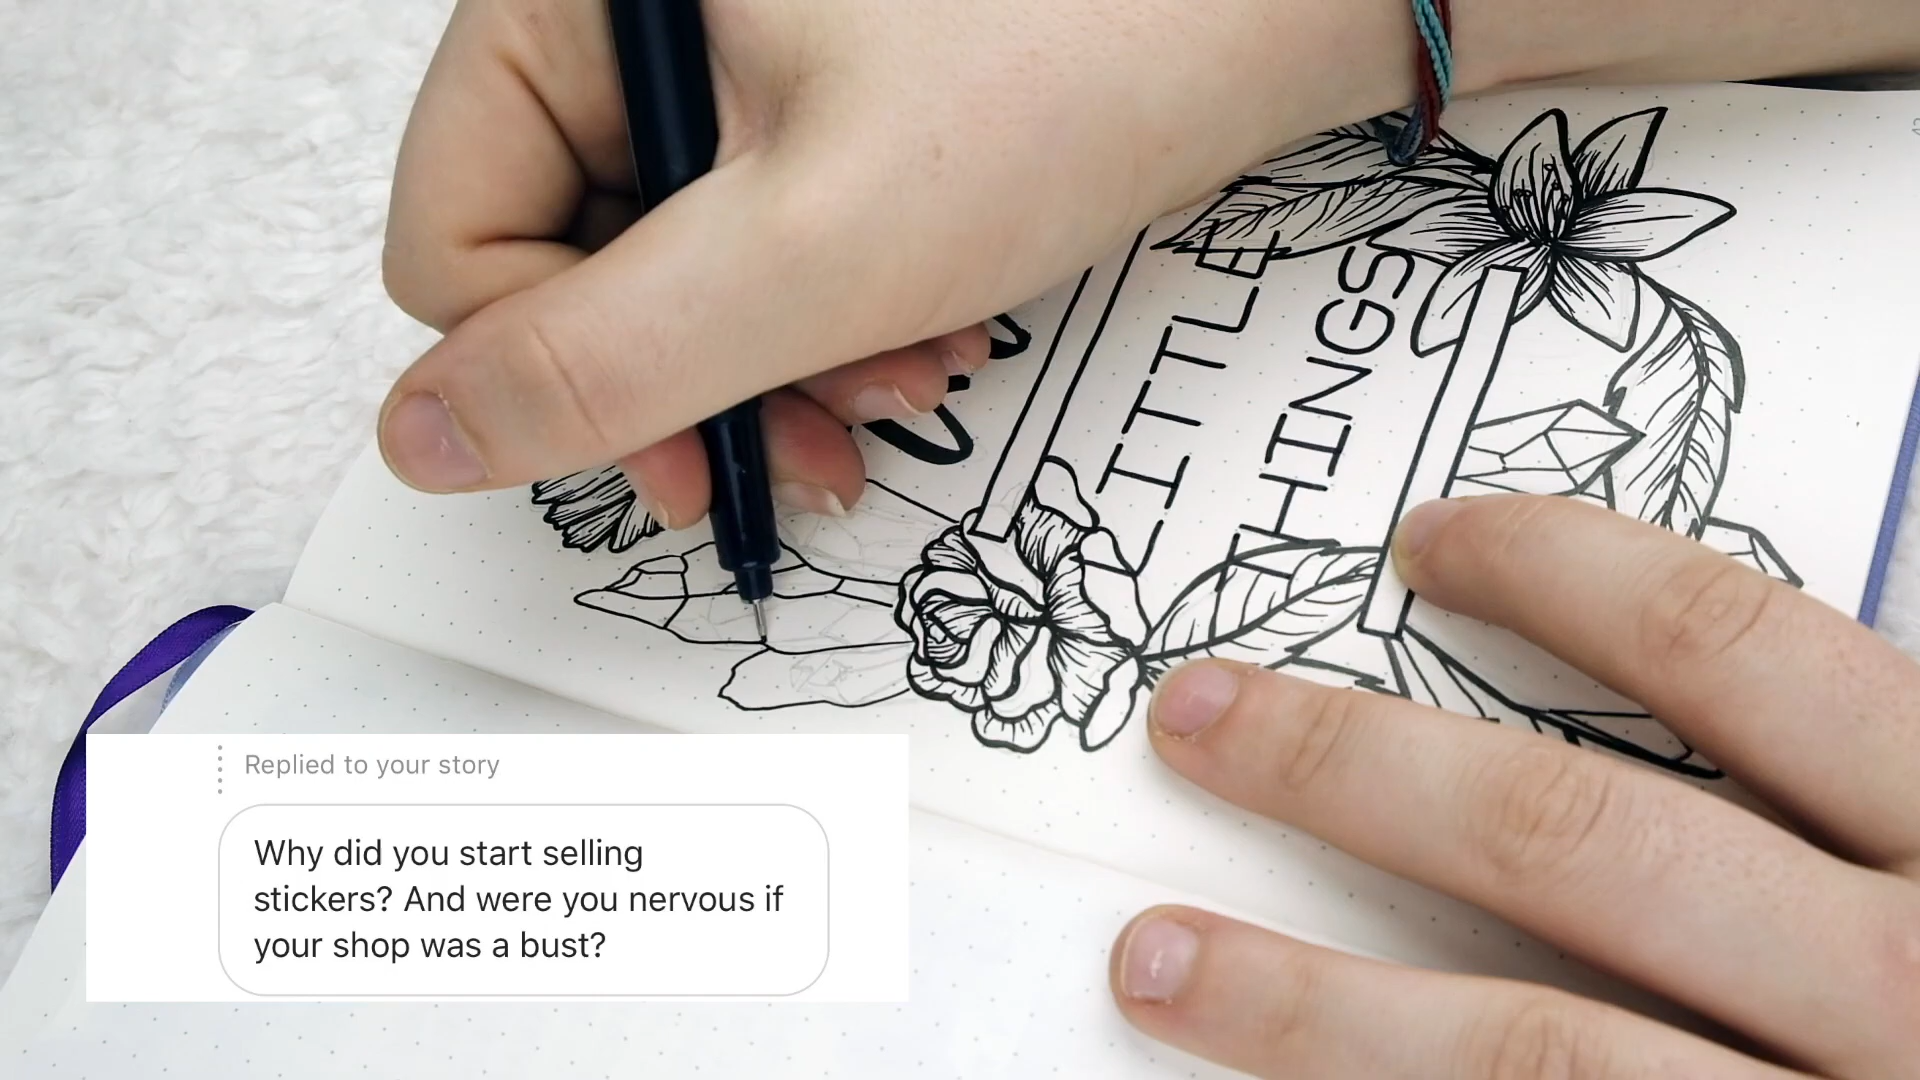 LITTLE
THINGS
Replied to your story
Why did you start selling
stickers? And were you nervous if
your shop was a bust?